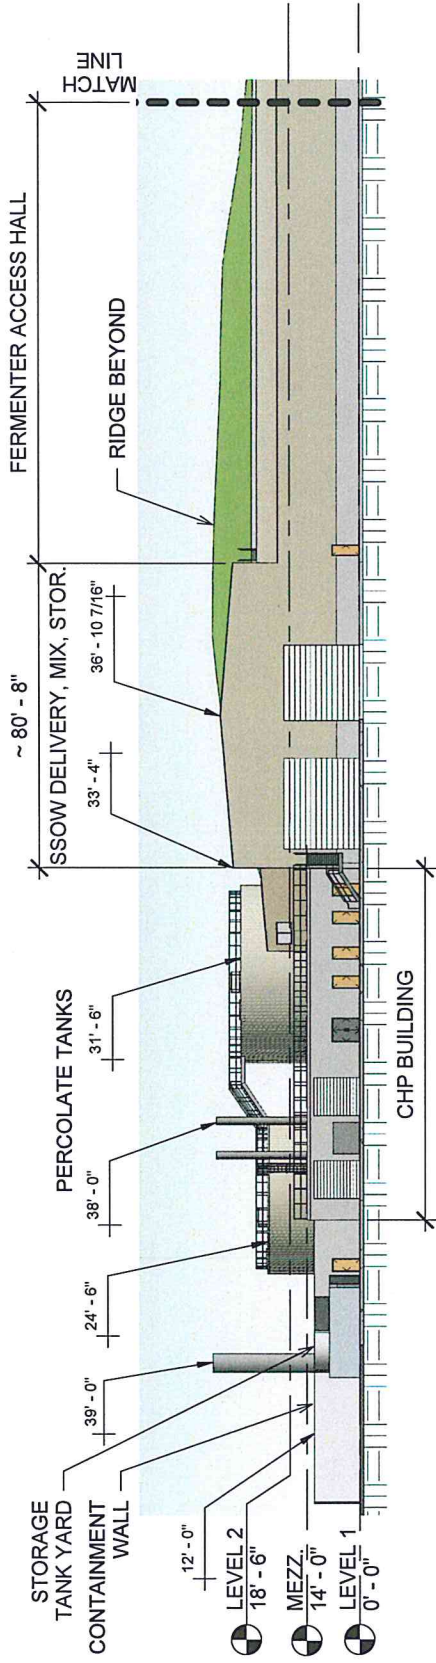 STORAGE
TANK YARD
CONTAINMENT
WALL
12' - 0"
39' - 0"
24' - 6"
38' - 0"
PERCOLATE TANKS
31' - 6"
~ 80' - 8"
SSOW DELIVERY, MIX, STOR.
33' - 4"
36' - 10 7/16"
FERMENTER ACCESS HALL
RIDGE BEYOND
MATCH
LINE
LEVEL 2
18' - 6"
MEZZ.
14' - 0"
LEVEL 1
0' - 0"
CHP BUILDING